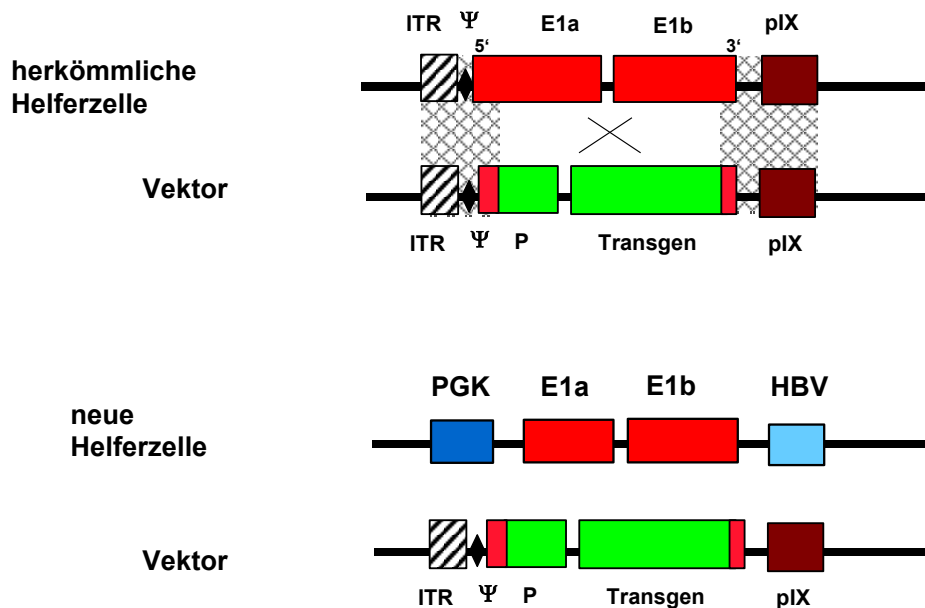 ITR Ψ E1a E1b pIX
5‘ 3‘
herkömmliche
Helferzelle
Vektor
ITR Ψ P Transgen pIX
PGK E1a E1b HBV
neue
Helferzelle
Vektor
ITR Ψ P Transgen pIX